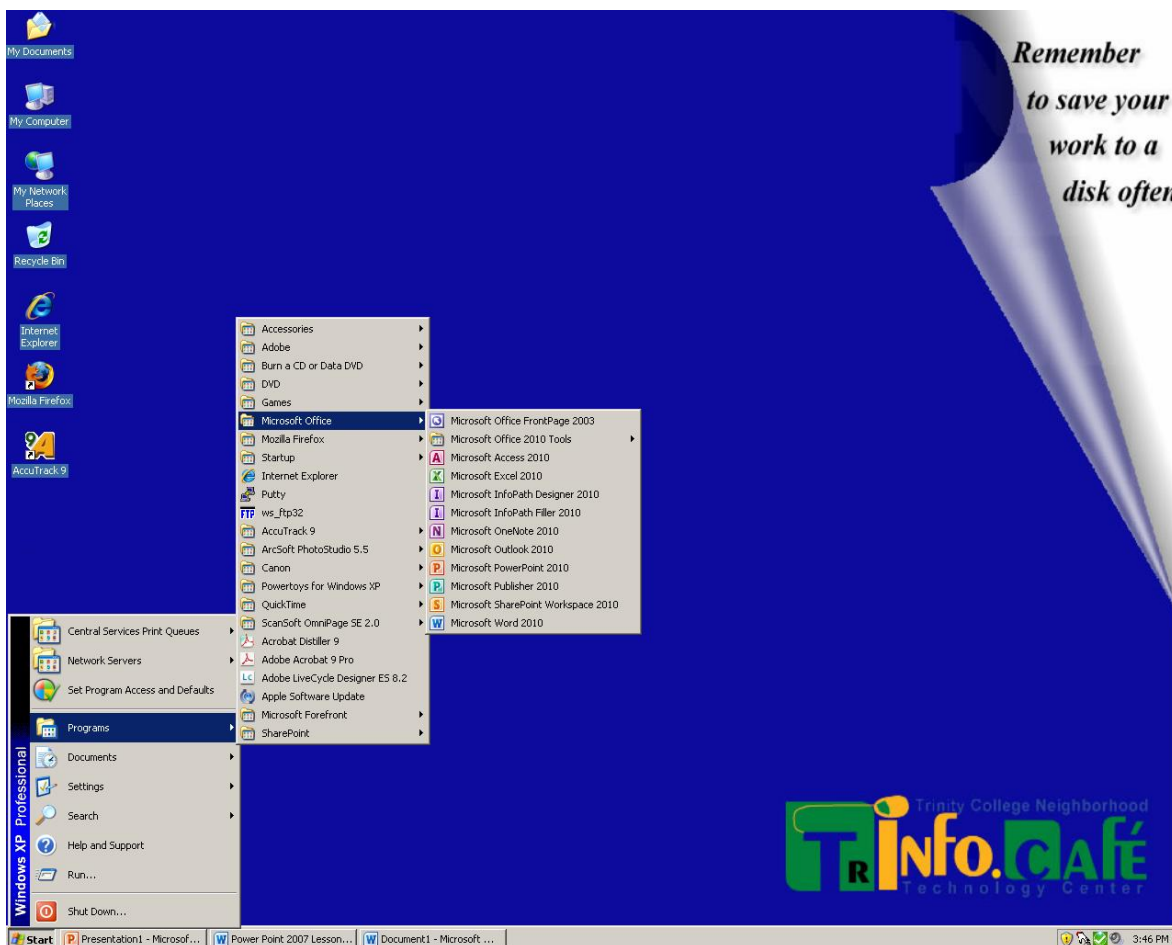 My Documents
My Computer
My Network
Places
Recycle Bin
Internet
Explorer
Mozilla Firefox
AccuTrack 9
Remember
to save your
work to a
disk often
Accessories
Adobe
Burn a CD or Data DVD
DVD
Games
Microsoft Office
Mozilla Firefox
Startup
Internet Explorer
Putty
ws_ftp32
AccuTrack 9
ArcSoft PhotoStudio 5.5
Canon
Powertoys for Windows XP
QuickTime
ScanSoft OmniPage SE 2.0
Acrobat Distiller 9
Adobe Acrobat 9 Pro
Adobe LiveCycle Designer ES 8.2
Apple Software Update
Microsoft Forefront
SharePoint
Microsoft Office FrontPage 2003
Microsoft Office 2010 Tools
Microsoft Access 2010
Microsoft Excel 2010
Microsoft InfoPath Designer 2010
Microsoft InfoPath Filler 2010
Microsoft OneNote 2010
Microsoft Outlook 2010
Microsoft PowerPoint 2010
Microsoft Publisher 2010
Microsoft SharePoint Workspace 2010
Microsoft Word 2010
Central Services Print Queues
Network Servers
Set Program Access and Defaults
Programs
Documents
Settings
Search
Help and Support
Run...
Shut Down...
Windows XP Professional
Trinity College Neighborhood
TRINFO.CAFÉ
Technology Center
Start
Presentation1 - Microsof...
Power Point 2007 Lesson...
Document1 - Microsoft ...
3:46 PM